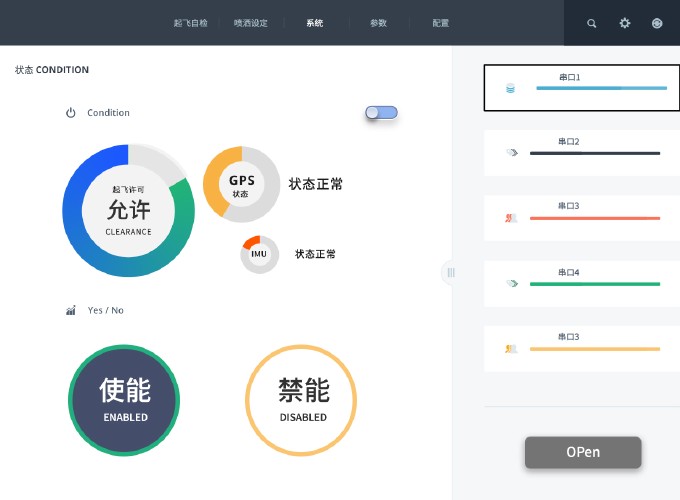 起飞自检
喷洒设定
系统
参数
配置
状态 CONDITION
Condition
起飞许可
允许
CLEARANCE
GPS
状态
状态正常
IMU
状态正常
Yes / No
使能
ENABLED
禁能
DISABLED
串口1
串口2
串口3
串口4
串口3
OPen